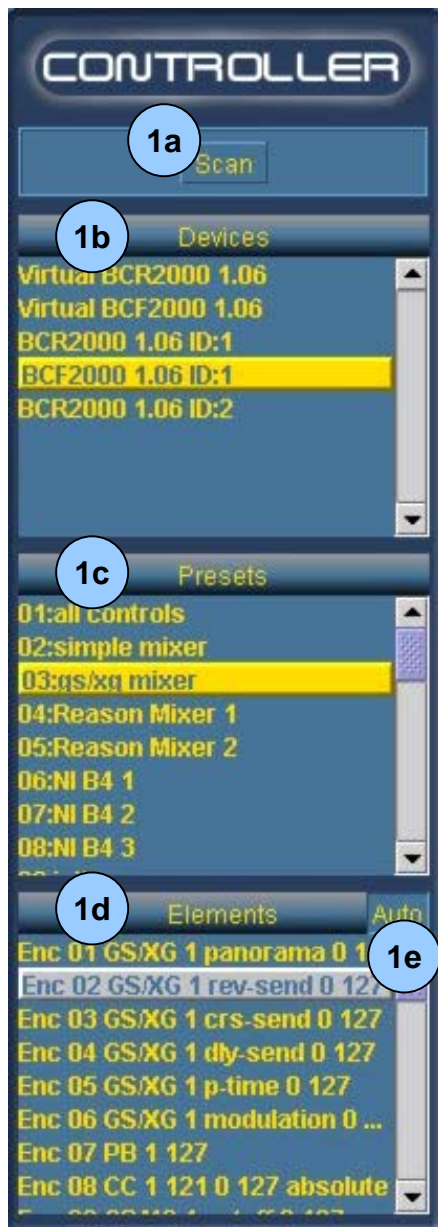 CONTROLLER
1a
Scan
1b
Devices
Virtual BCR2000 1.06
Virtual BCF2000 1.06
BCR2000 1.06 ID:1
BCF2000 1.06 ID:1
BCR2000 1.06 ID:2
1c
Presets
01:all controls
02:simple mixer
03:gs/xg mixer
04:Reason Mixer 1
05:Reason Mixer 2
06:NI B4 1
07:NI B4 2
08:NI B4 3
1d
Elements Auto
1e
Enc 01 GS/XG 1 panorama 0 1
Enc 02 GS/XG 1 rev-send 0 127
Enc 03 GS/XG 1 crs-send 0 127
Enc 04 GS/XG 1 dly-send 0 127
Enc 05 GS/XG 1 p-time 0 127
Enc 06 GS/XG 1 modulation 0 ...
Enc 07 PB 1 127
Enc 08 CC 1 121 0 127 absolute